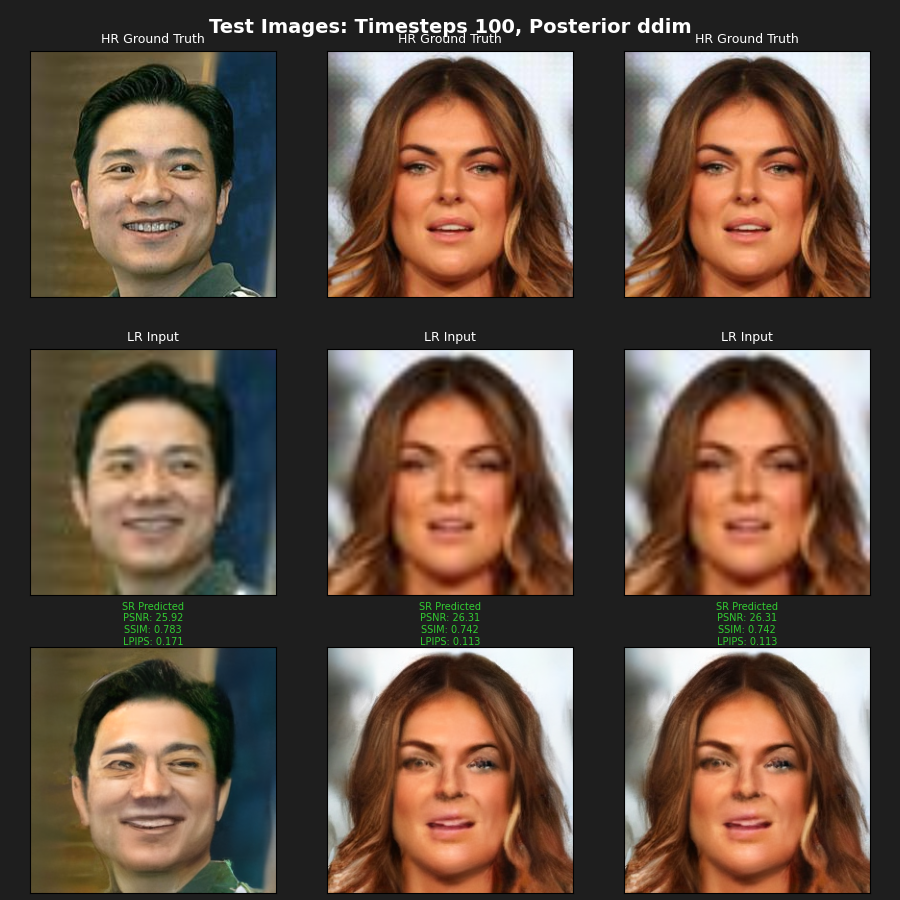 Test Images: Timesteps 100, Posterior ddim
HR Ground Truth
HR Ground Truth
HR Ground Truth
LR Input
LR Input
LR Input
SR Predicted
PSNR: 25.92
SSIM: 0.783
LPIPS: 0.171
SR Predicted
PSNR: 26.31
SSIM: 0.742
LPIPS: 0.113
SR Predicted
PSNR: 26.31
SSIM: 0.742
LPIPS: 0.113